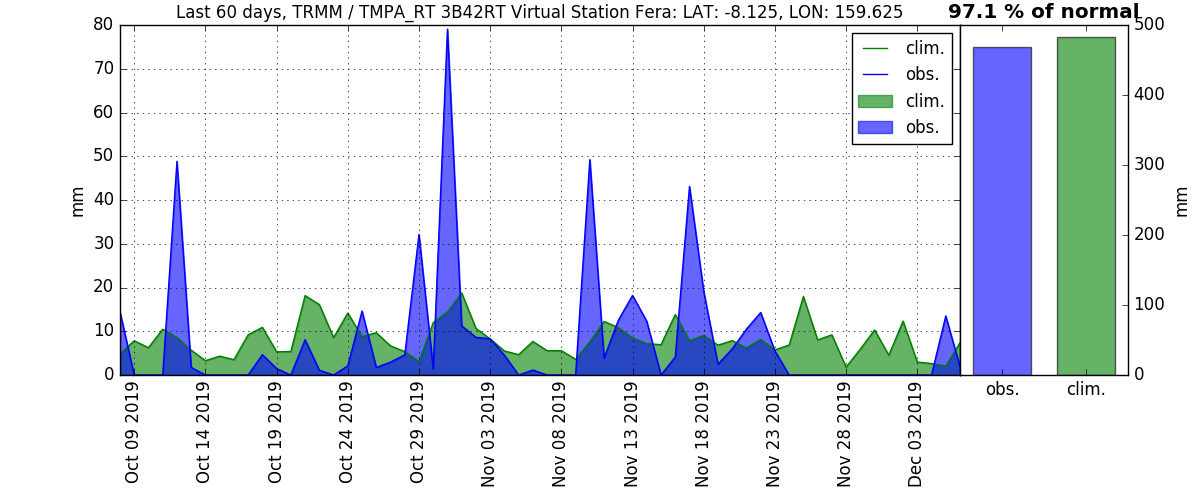 Last 60 days, TRMM / TMPA_RT 3B42RT Virtual Station Fera: LAT: -8.125, LON: 159.625
97.1 % of normal
80
70
60
50
40
30
20
10
0
mm
clim.
obs.
clim.
obs.
500
400
300
200
100
0
mm
obs.
clim.
Oct 09 2019
Oct 14 2019
Oct 19 2019
Oct 24 2019
Oct 29 2019
Nov 03 2019
Nov 08 2019
Nov 13 2019
Nov 18 2019
Nov 23 2019
Nov 28 2019
Dec 03 2019